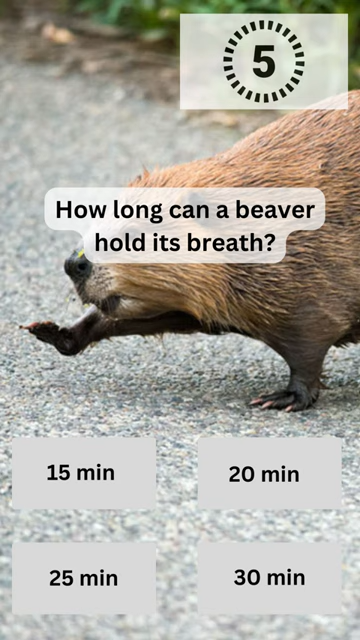 5
How long can a beaver
hold its breath?
15 min
20 min
25 min
30 min